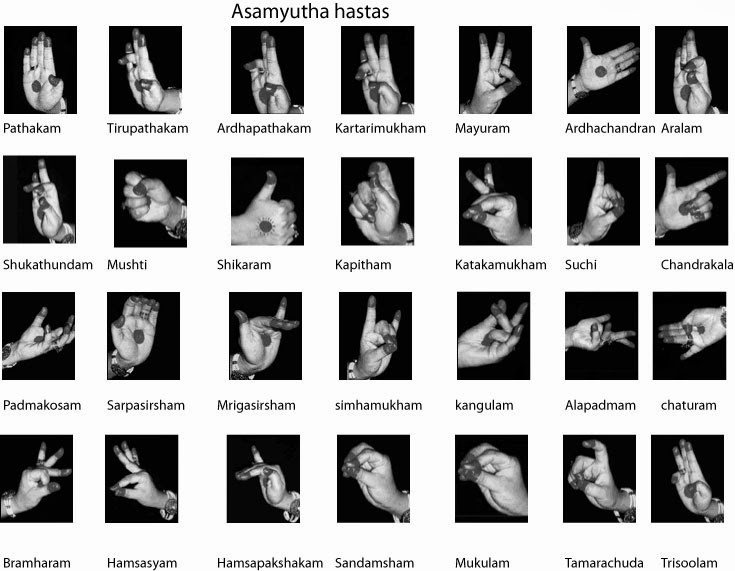 Asamyutha hastas
Pathakam Tirupathakam Ardhapathakam Kartarimukham Mayuram Ardhachandran Aralam
Shukathundam Mushti Shikaram Kapitham Katakamukham Suchi Chandrakala
Padmakosam Sarpasirsham Mrigasirsham simhamukham kangulam Alapadmam chaturam
Bramharam Hamsasyam Hamsapakshakam Sandamsham Mukulam Tamarachuda Trisoolam